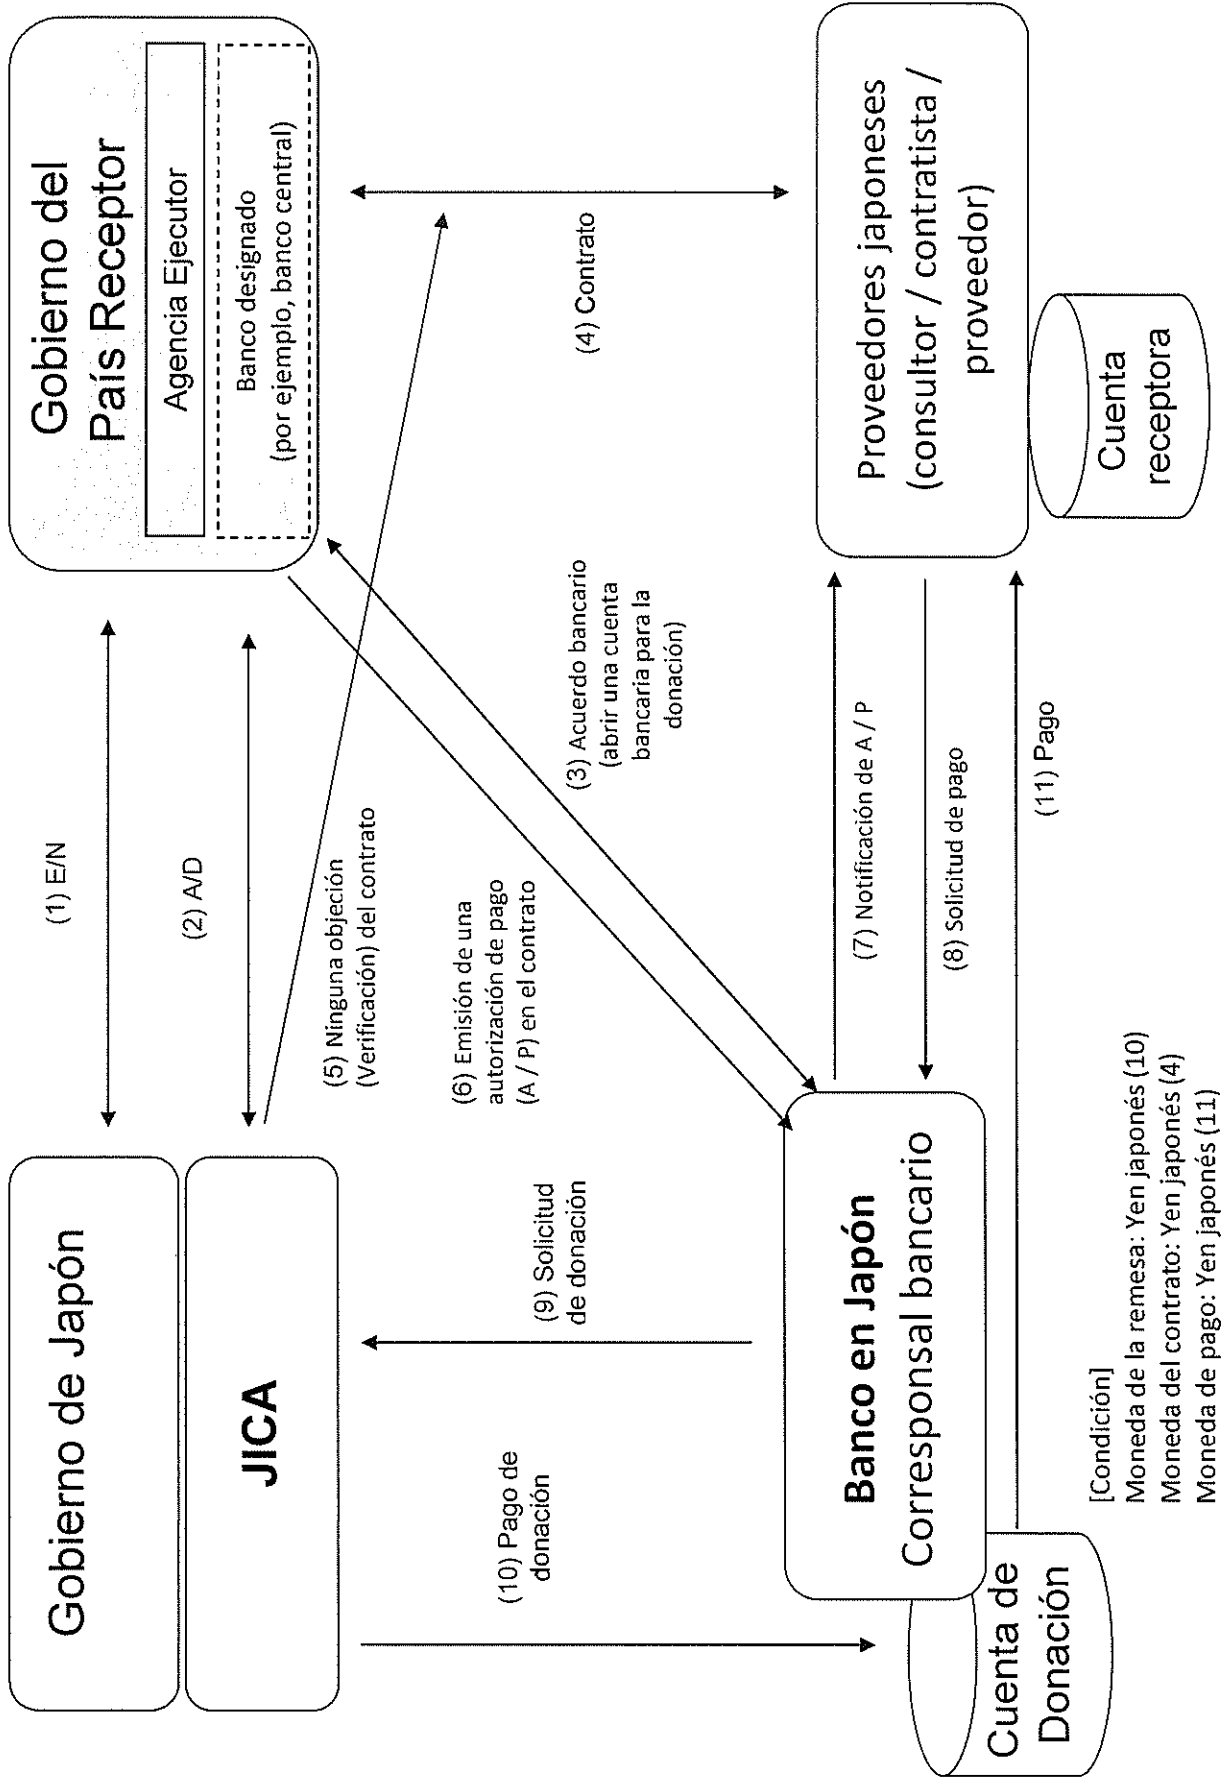 Gobierno de Japón
JICA
(1) E/N
(2) A/D
Gobierno del
País Receptor
Agencia Ejecutor
Banco designado
(por ejemplo, banco central)
(5) Ninguna objeción
(Verificación) del contrato
(6) Emisión de una
autorización de pago
(A / P) en el contrato
(3) Acuerdo bancario
(abrir una cuenta
bancaria para la
donación)
(4) Contrato
(9) Solicitud
de donación
(10) Pago de
donación
Banco en Japón
Corresponsal bancario
Cuenta de
Donación
(7) Notificación de A / P
(8) Solicitud de pago
(11) Pago
Proveedores japoneses
(consultor / contratista /
proveedor)
Cuenta
receptora
[Condición]
Moneda de la remesa: Yen japonés (10)
Moneda del contrato: Yen japonés (4)
Moneda de pago: Yen japonés (11)